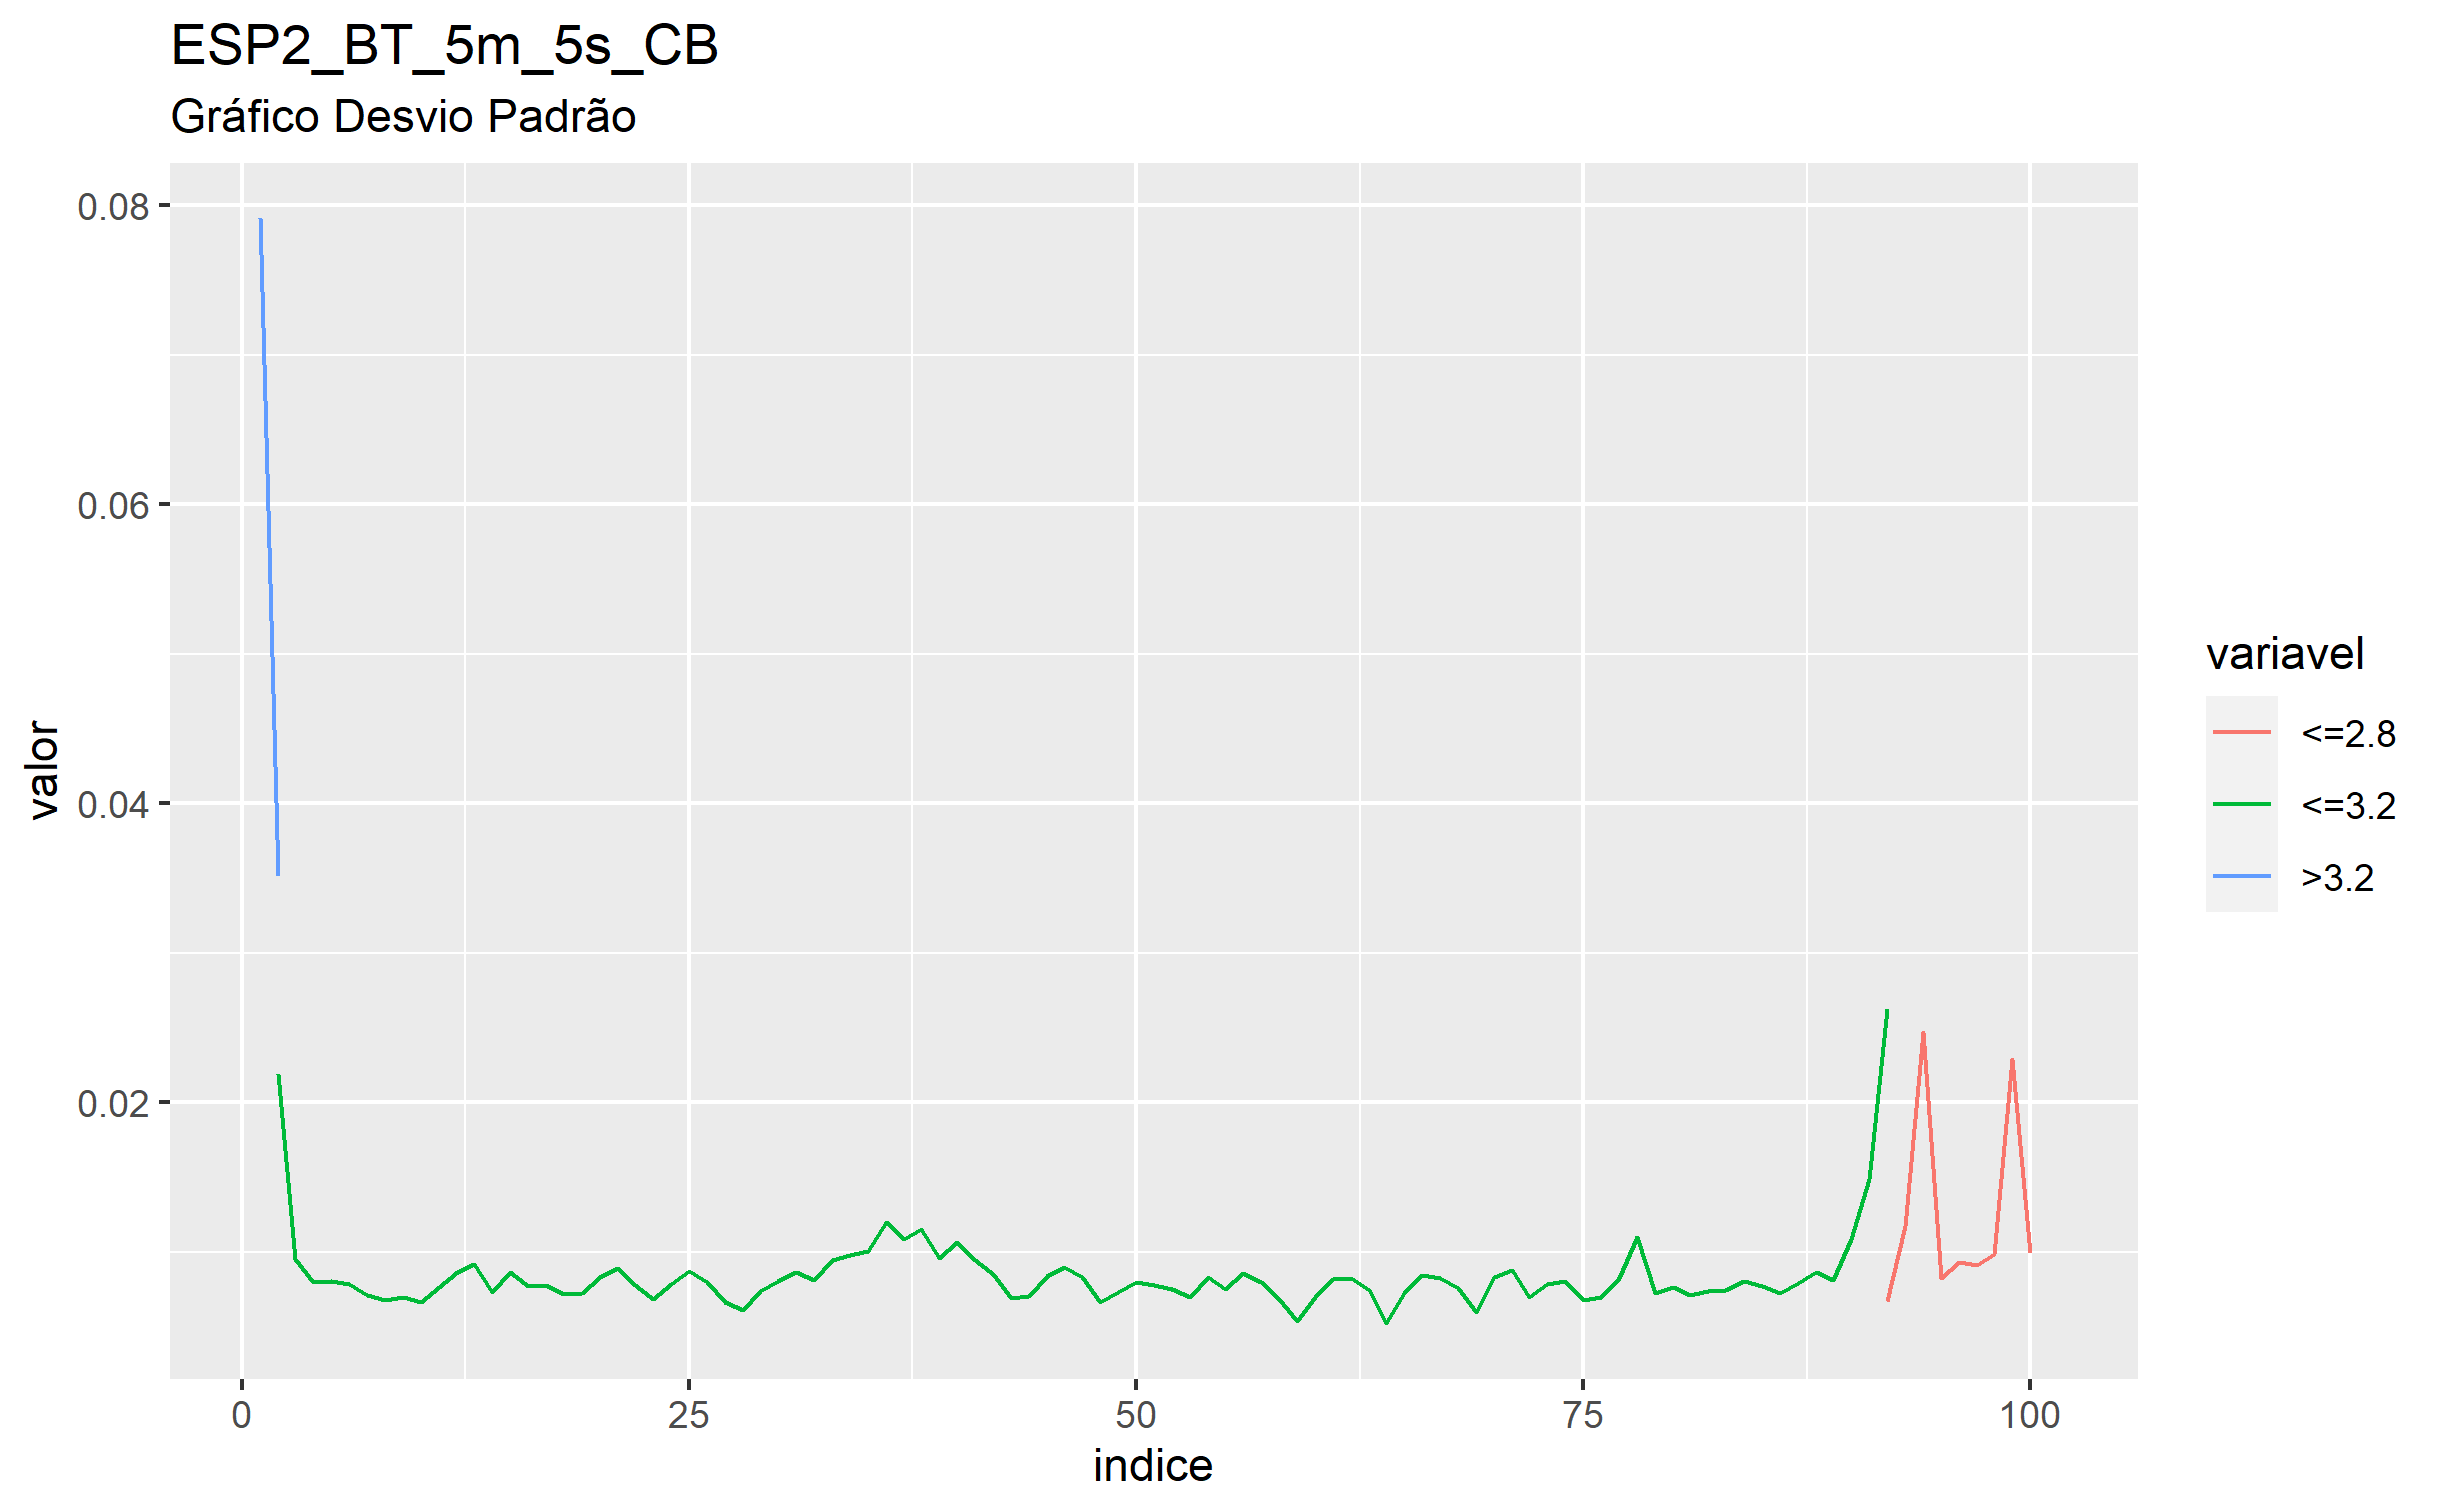 ESP2_BT_5m_5s_CB
Gráfico Desvio Padrão
0.08
0.06
0.04
0.02
valor
0
25
50
75
100
indice
variavel
<=2.8
<=3.2
>3.2